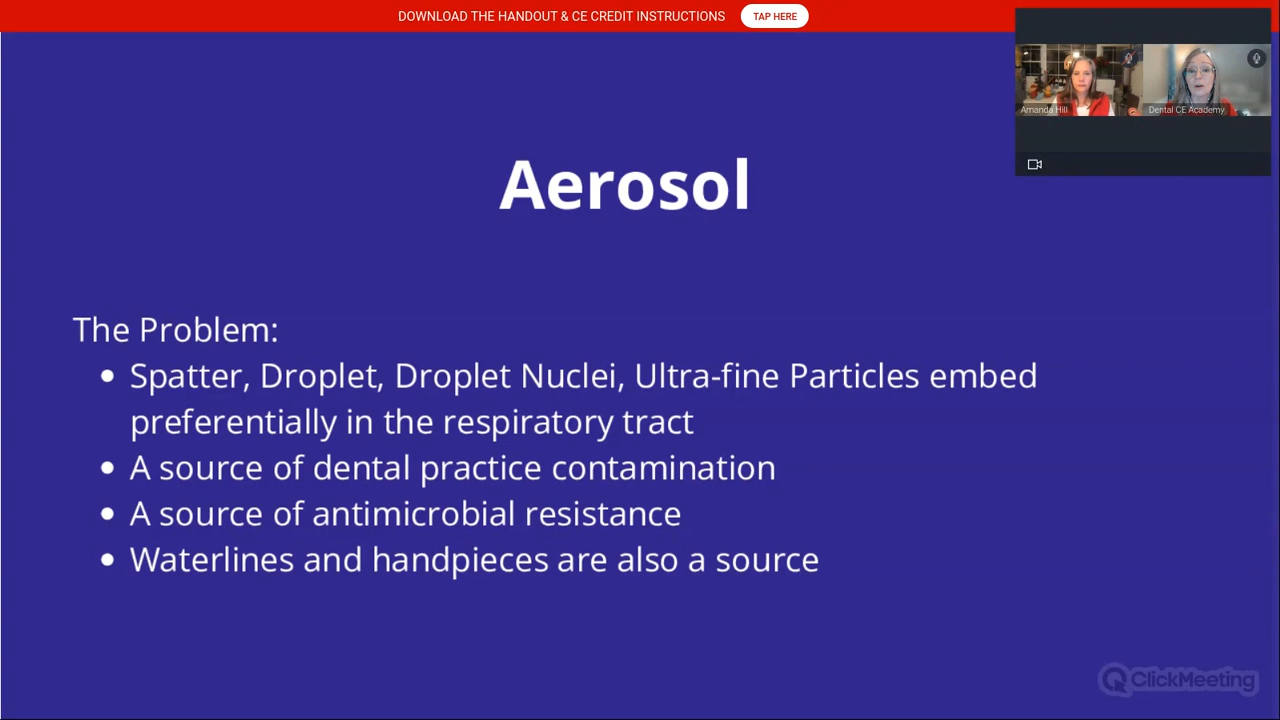 DOWNLOAD THE HANDOUT & CE CREDIT INSTRUCTIONS TAP HERE
Amanda Hill
Dental CE Academy
Aerosol
The Problem:
• Spatter, Droplet, Droplet Nuclei, Ultra-fine Particles embed
preferentially in the respiratory tract
• A source of dental practice contamination
• A source of antimicrobial resistance
• Waterlines and handpieces are also a source
ClickMeeting